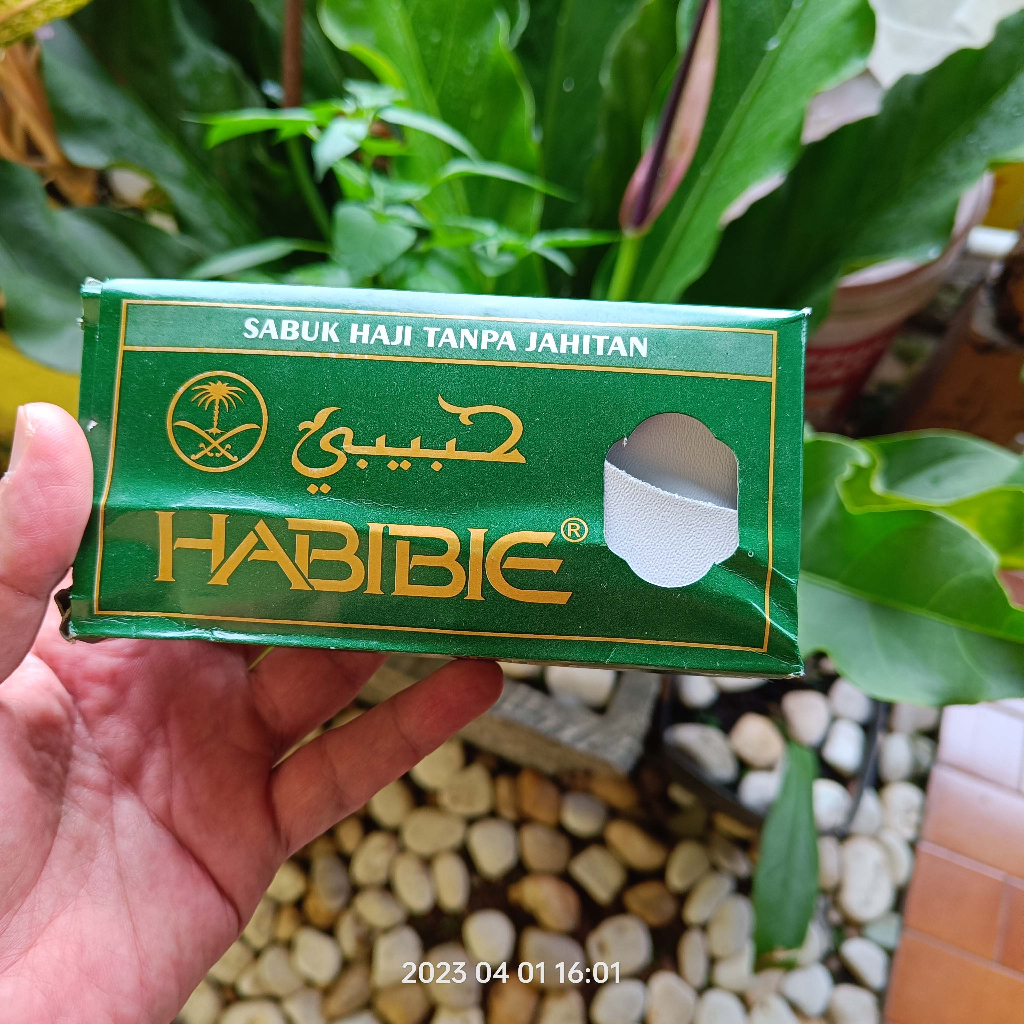 SABUK HAJI TANPA JAHITAN
حبيبي
HABIBIE®
2023 04 01 16:01